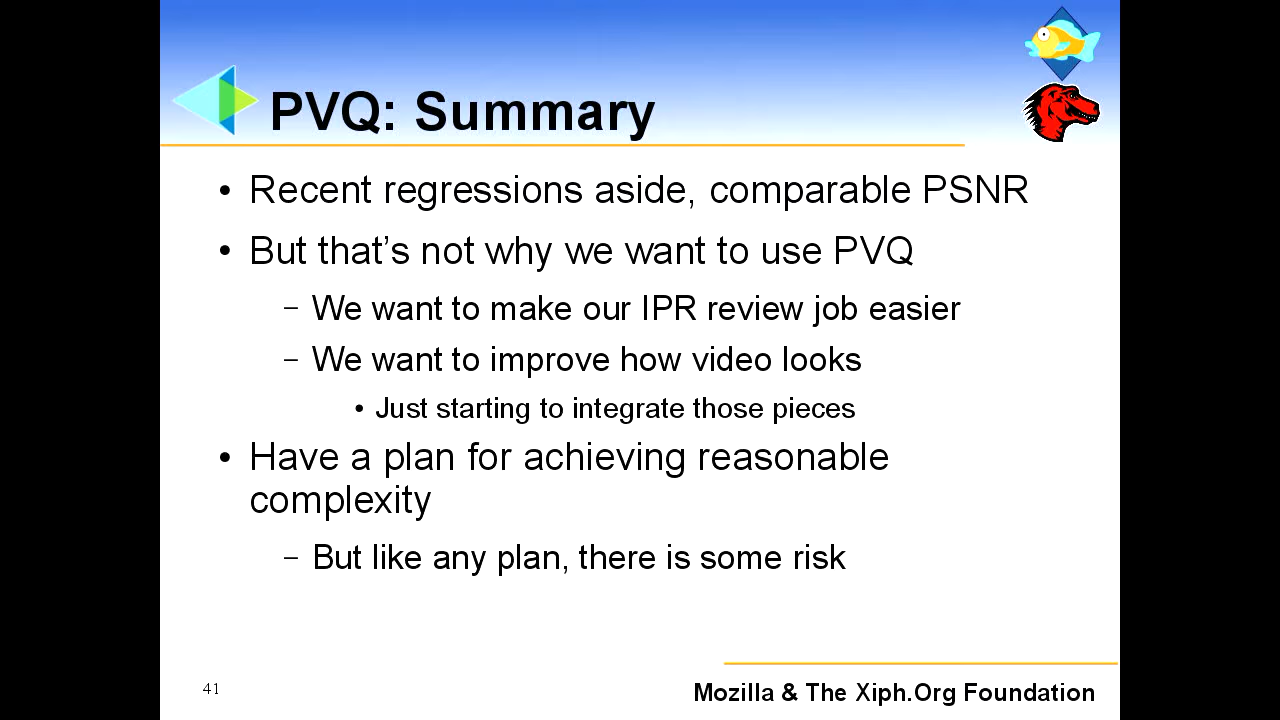 PVQ: Summary
• Recent regressions aside, comparable PSNR
• But that’s not why we want to use PVQ
– We want to make our IPR review job easier
– We want to improve how video looks
• Just starting to integrate those pieces
• Have a plan for achieving reasonable
complexity
– But like any plan, there is some risk
41
Mozilla & The Xiph.Org Foundation